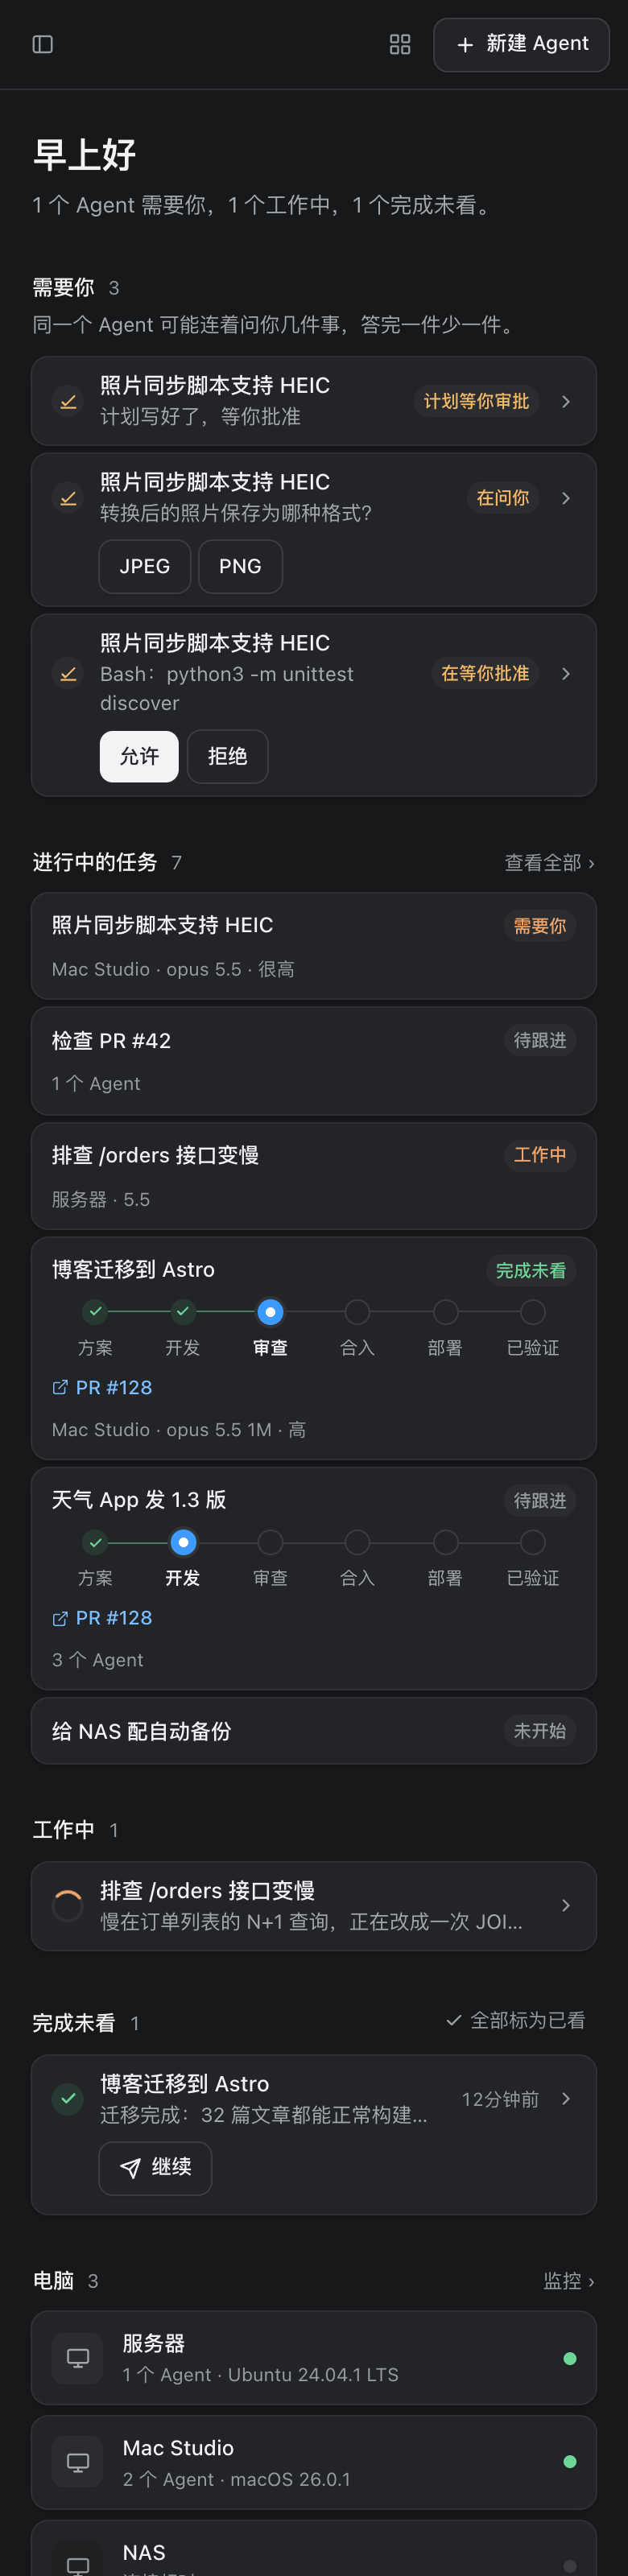 新建 Agent
早上好
1 个 Agent 需要你，1 个工作中，1 个完成未看。
需要你 3
同一个 Agent 可能连着问你几件事，答完一件少一件。
照片同步脚本支持 HEIC
计划写好了，等你批准
计划等你审批
照片同步脚本支持 HEIC
转换后的照片保存为哪种格式？
在问你
JPEG
PNG
照片同步脚本支持 HEIC
Bash：python3 -m unittest
discover
在等你批准
允许
拒绝
进行中的任务 7
查看全部 ›
照片同步脚本支持 HEIC
需要你
Mac Studio · opus 5.5 · 很高
检查 PR #42
待跟进
1 个 Agent
排查 /orders 接口变慢
工作中
服务器 · 5.5
博客迁移到 Astro
完成未看
方案 开发 审查 合入 部署 已验证
PR #128
Mac Studio · opus 5.5 1M · 高
天气 App 发 1.3 版
待跟进
方案 开发 审查 合入 部署 已验证
PR #128
3 个 Agent
给 NAS 配自动备份
未开始
工作中 1
排查 /orders 接口变慢
慢在订单列表的 N+1 查询，正在改成一次 JOI...
完成未看 1
全部标为已看
博客迁移到 Astro
迁移完成：32 篇文章都能正常构建...
12分钟前
继续
电脑 3
监控 ›
服务器
1 个 Agent · Ubuntu 24.04.1 LTS
Mac Studio
2 个 Agent · macOS 26.0.1
NAS